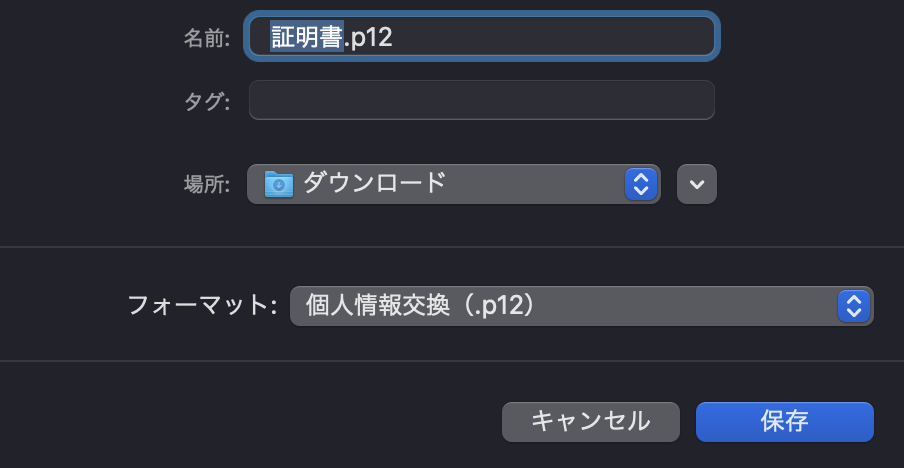 名前: 証明書.p12
タグ:
場所: ダウンロード
フォーマット: 個人情報交換（.p12）
キャンセル 保存